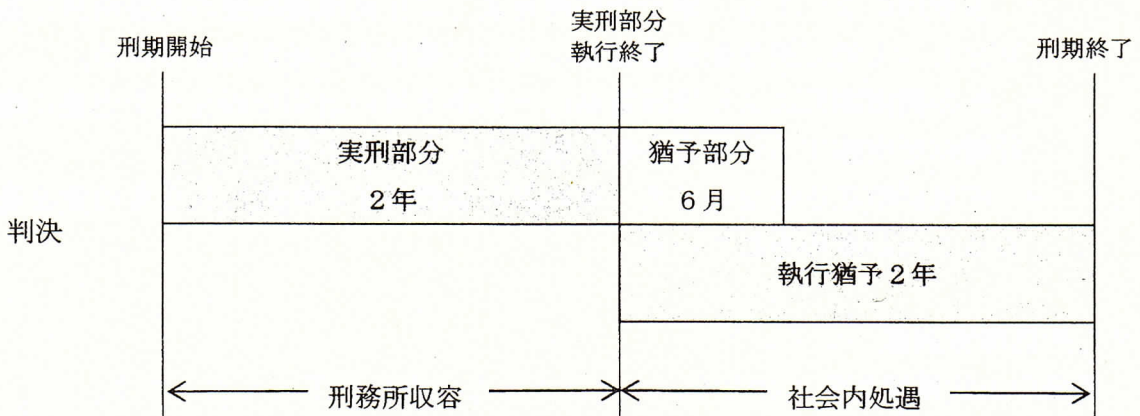 刑期開始
実刑部分
執行終了
刑期終了
実刑部分
2年
猶予部分
6月
判決
執行猶予2年
刑務所収容
社会内処遇